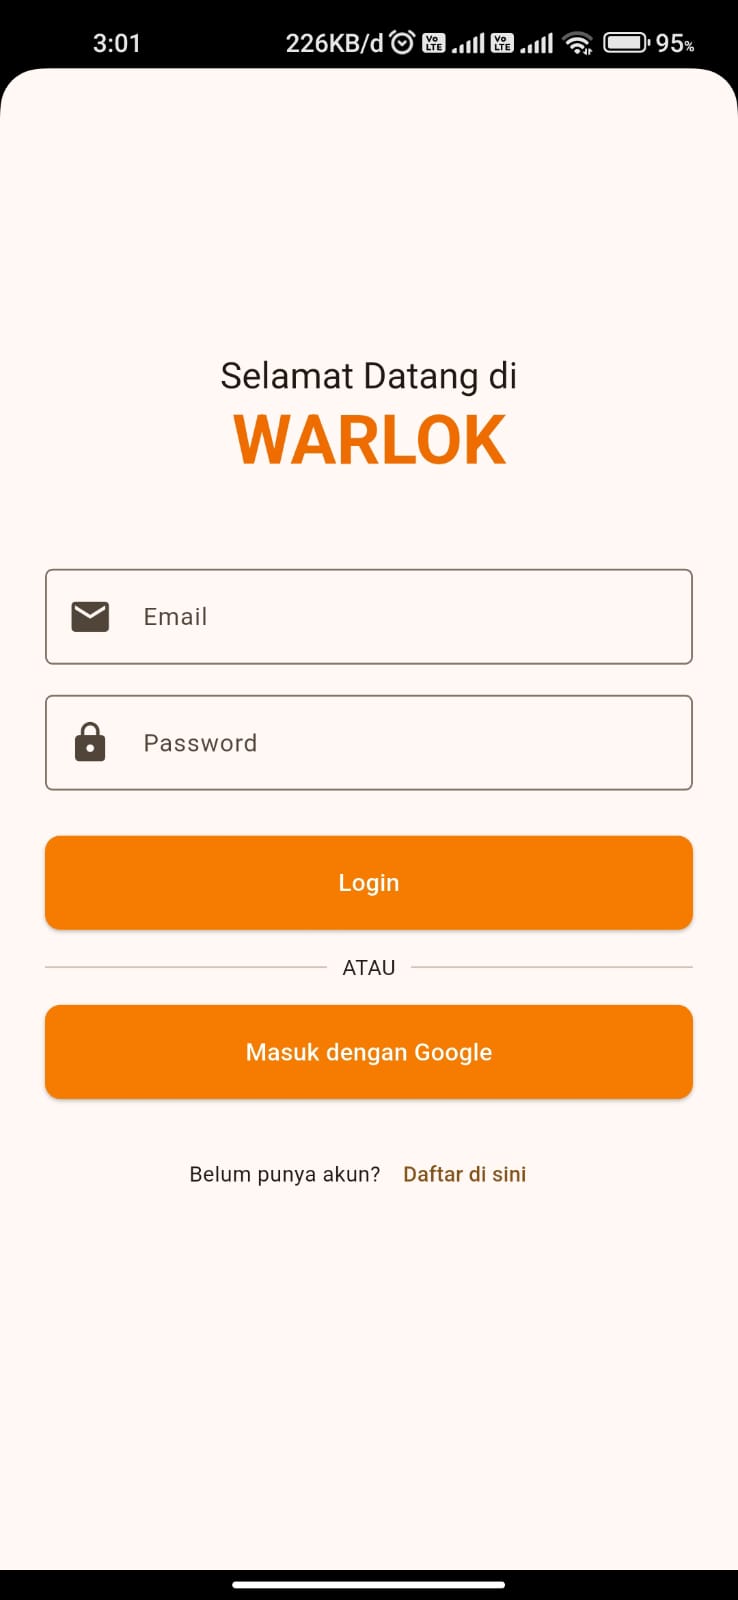 3:01 226KB/d Vo LTE Vo LTE 95%
Selamat Datang di
WARLOK
Email
Password
Login
ATAU
Masuk dengan Google
Belum punya akun? Daftar di sini